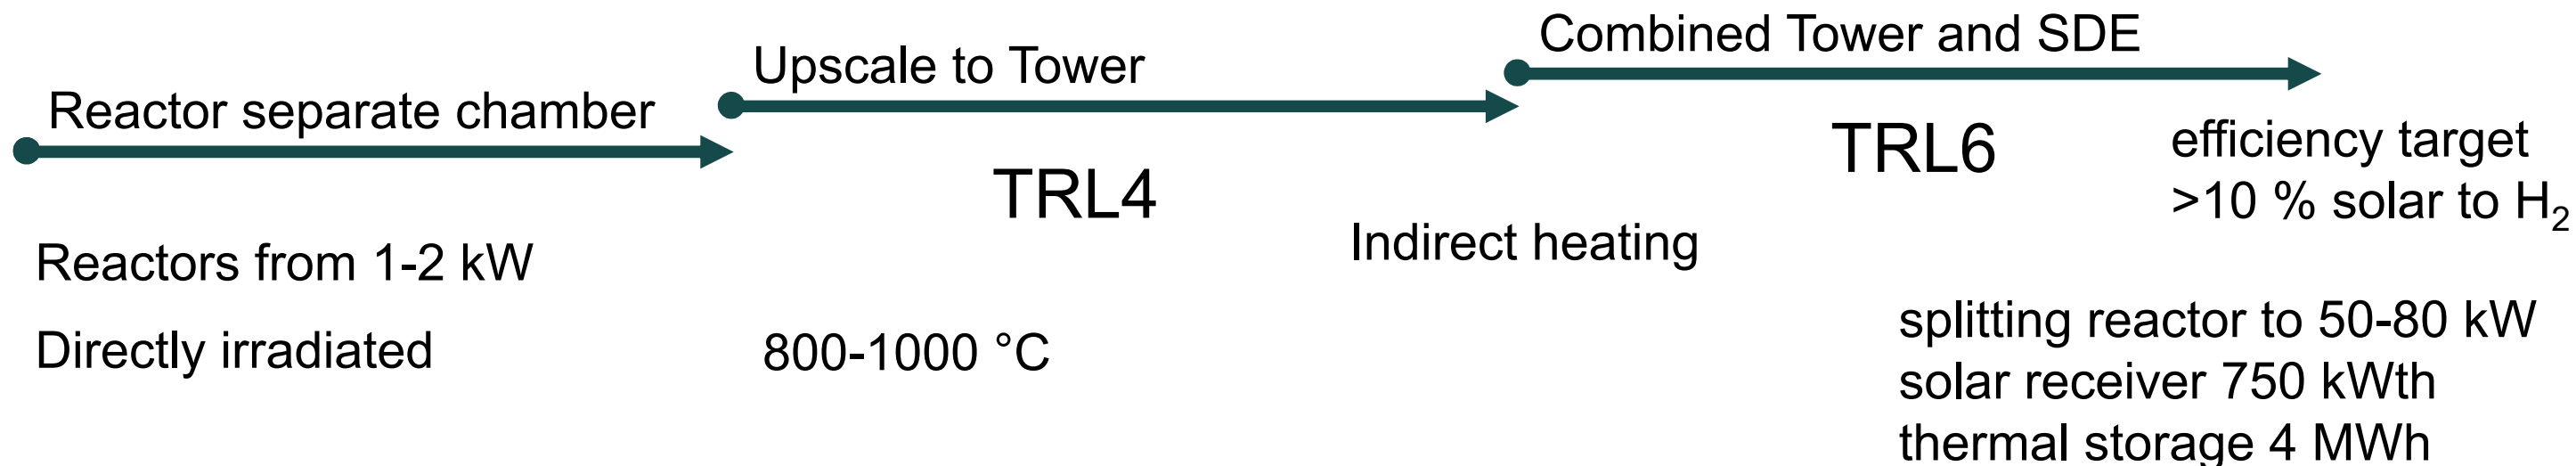 Reactor separate chamber
Upscale to Tower
Combined Tower and SDE
TRL4
TRL6
efficiency target
>10 % solar to H₂
Reactors from 1-2 kW
Indirect heating
Directly irradiated
800-1000 °C
splitting reactor to 50-80 kW
solar receiver 750 kWth
thermal storage 4 MWh